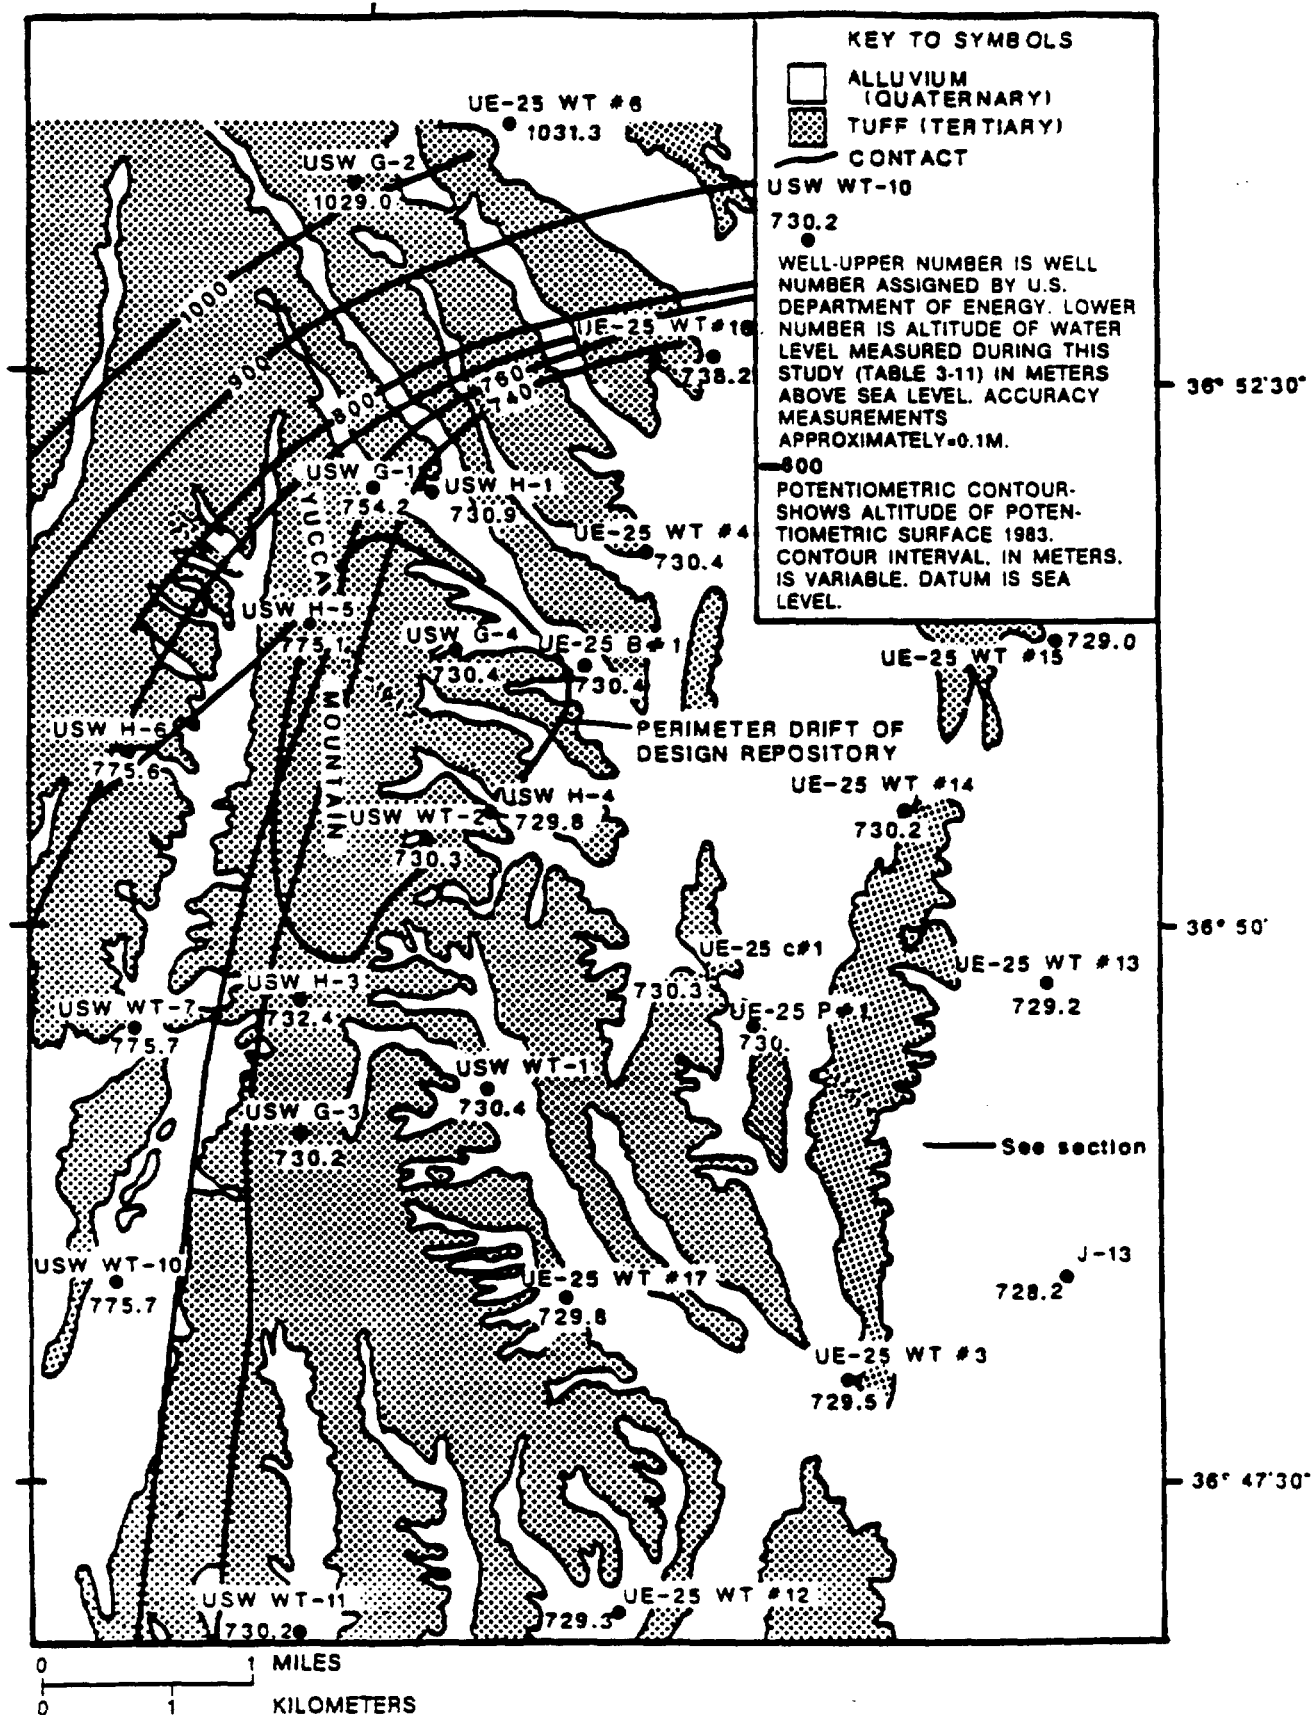 KEY TO SYMBOLS
ALLUVIUM
(QUATERNARY)
TUFF (TERTIARY)
CONTACT
USW WT-10
730.2
WELL-UPPER NUMBER IS WELL
NUMBER ASSIGNED BY U.S.
DEPARTMENT OF ENERGY. LOWER
NUMBER IS ALTITUDE OF WATER
LEVEL MEASURED DURING THIS
STUDY (TABLE 3-11) IN METERS
ABOVE SEA LEVEL. ACCURACY
MEASUREMENTS
APPROXIMATELY=0.1M.
800
POTENTIOMETRIC CONTOUR-
SHOWS ALTITUDE OF POTEN-
TIOMETRIC SURFACE 1983.
CONTOUR INTERVAL, IN METERS,
IS VARIABLE. DATUM IS SEA
LEVEL.
UE-25 WT #6
1031.3
USW G-2
1029.0
1000
900
800
760
740
UE-25 WT#16
738.2
36° 52'30"
USW G-1
754.2
USW H-1
730.9
UE-25 WT #4
730.4
YUCCA MOUNTAIN
USW H-5
775.1
USW G-4
730.4
UE-25 B#1
730.4
729.0
UE-25 WT #15
USW H-6
775.6
PERIMETER DRIFT OF
DESIGN REPOSITORY
UE-25 WT #14
730.2
USW H-4
729.8
USW WT-2
730.3
36° 50'
UE-25 c#1
730.3
UE-25 WT #13
729.2
USW H-3
732.4
USW WT-7
775.7
UE-25 P#1
730.
USW WT-1
730.4
USW G-3
730.2
See section
USW WT-10
775.7
J-13
728.2
UE-25 WT #17
729.8
UE-25 WT #3
729.5
36° 47'30"
USW WT-11
730.2
UE-25 WT #12
729.3
0 1 MILES
0 1 KILOMETERS